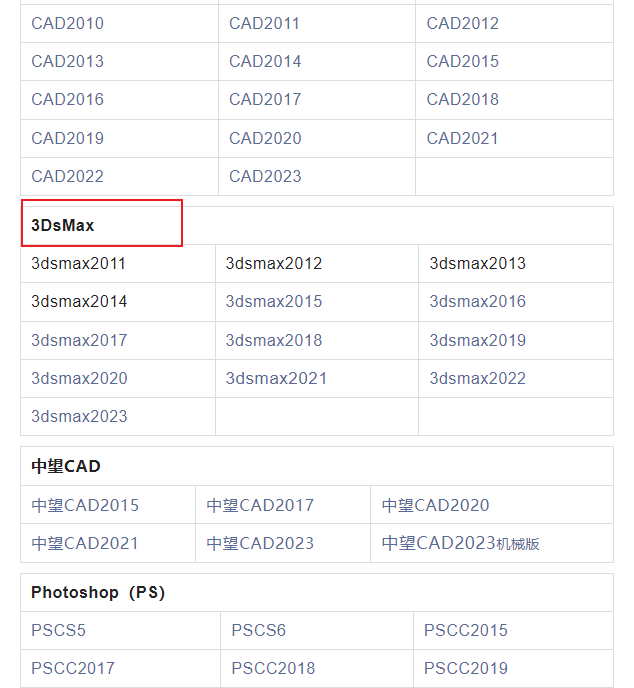 CAD2010 CAD2011 CAD2012
CAD2013 CAD2014 CAD2015
CAD2016 CAD2017 CAD2018
CAD2019 CAD2020 CAD2021
CAD2022 CAD2023
3DsMax
3dsmax2011 3dsmax2012 3dsmax2013
3dsmax2014 3dsmax2015 3dsmax2016
3dsmax2017 3dsmax2018 3dsmax2019
3dsmax2020 3dsmax2021 3dsmax2022
3dsmax2023
中望CAD
中望CAD2015 中望CAD2017 中望CAD2020
中望CAD2021 中望CAD2023 中望CAD2023机械版
Photoshop（PS）
PSCS5 PSCS6 PSCC2015
PSCC2017 PSCC2018 PSCC2019